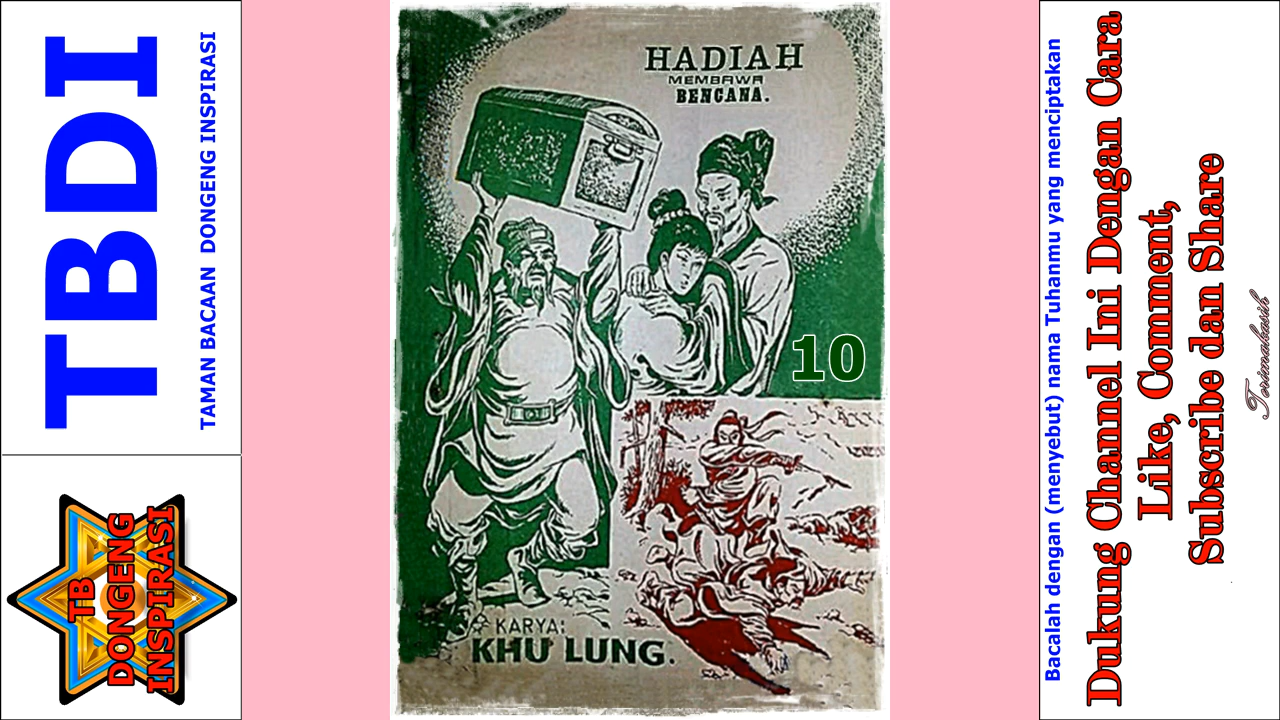 TBDI
TAMAN BACAAN DONGENG INSPIRASI
TB
DONGENG
INSPIRASI
HADIAH
MEMBAWA
BENCANA.
10
KARYA:
KHU LUNG.
Bacalah dengan (menyebut) nama Tuhanmu yang menciptakan
Dukung Channel Ini Dengan Cara
Like, Comment,
Subscribe dan Share
Terimakasih